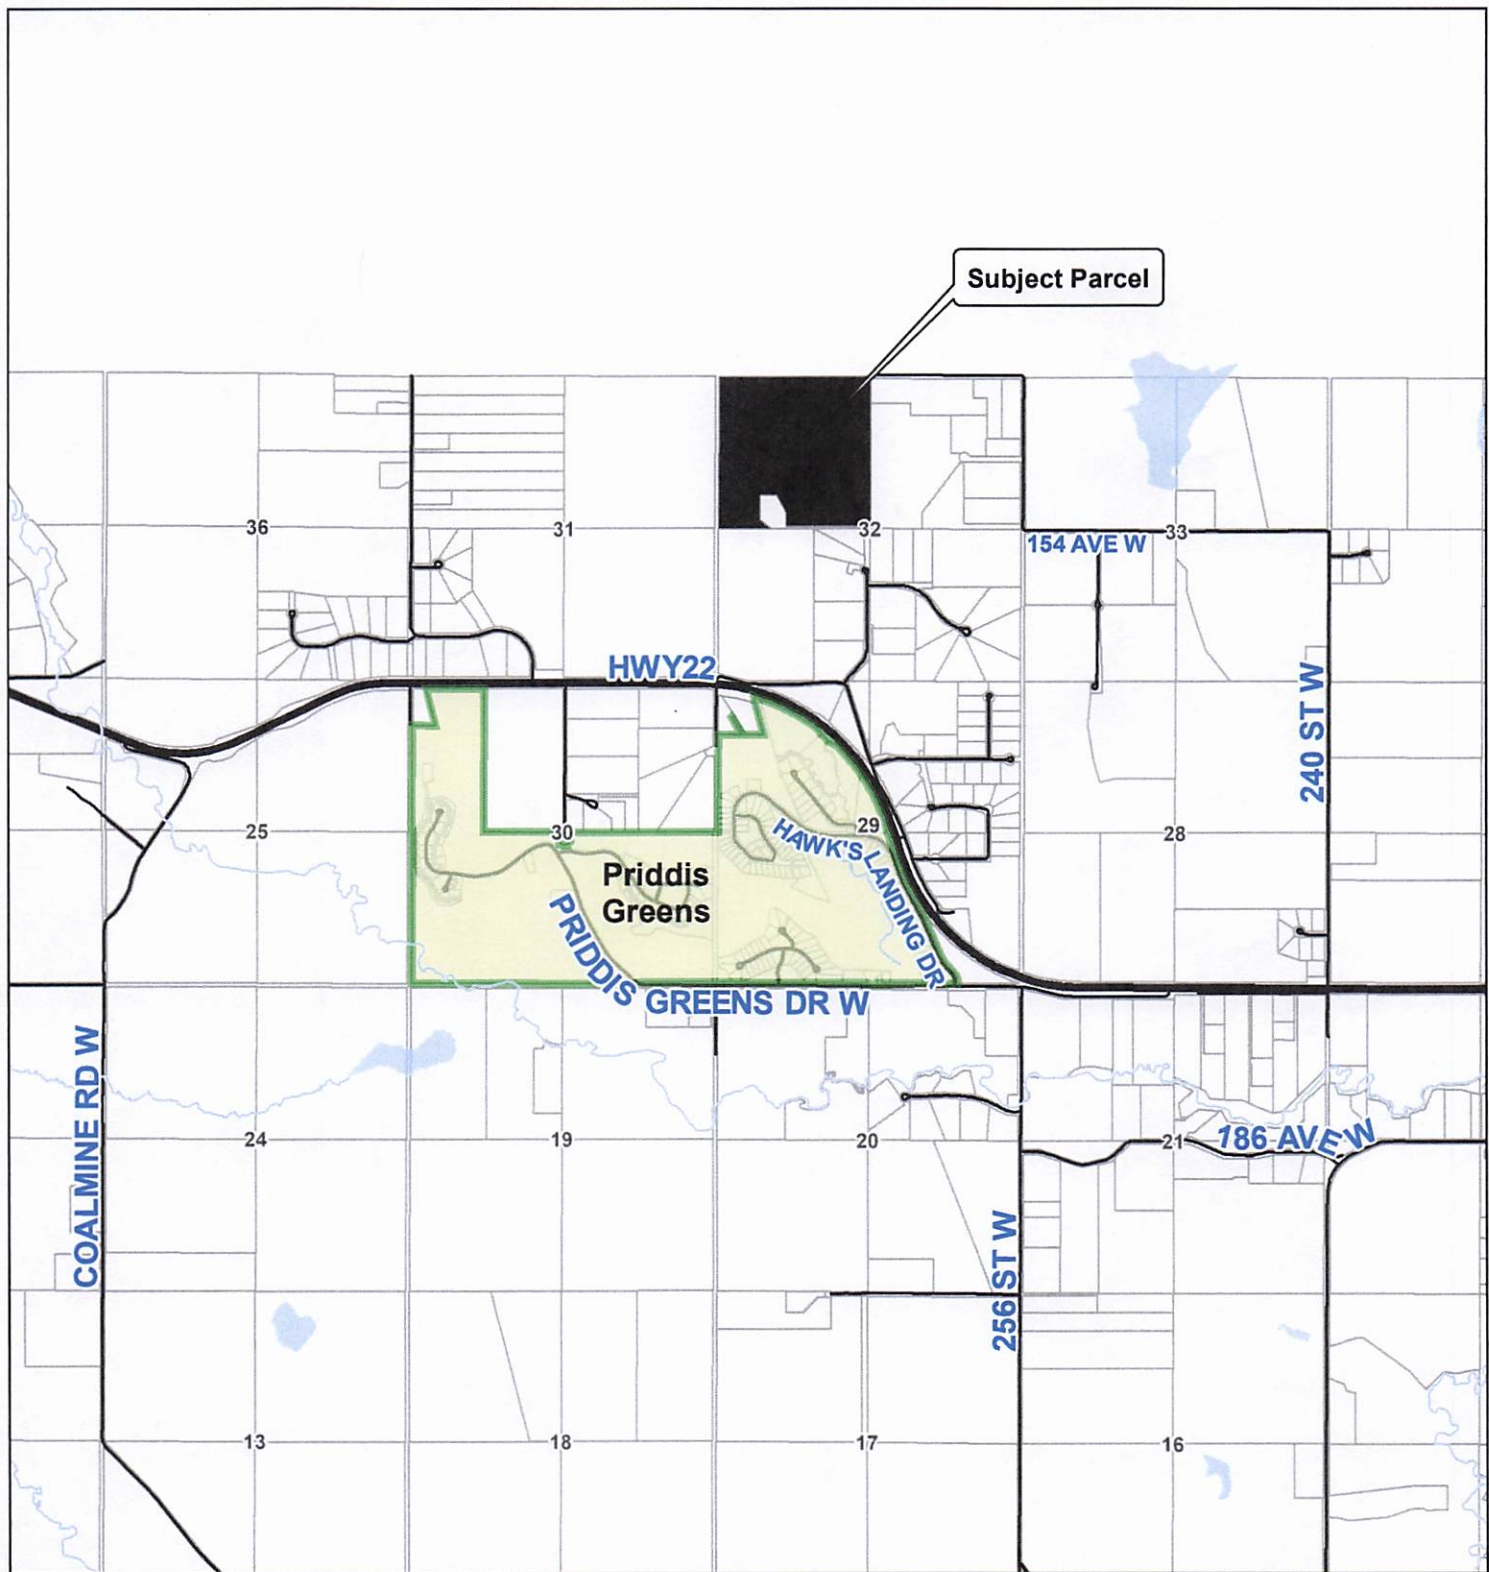 Subject Parcel
36
31
32
33
154 AVE W
HWY22
240 ST W
25
30
29
28
HAWK'S LANDING DR
Priddis
Greens
PRIDDIS GREENS DR W
COALMINE RD W
24
19
20
21
186 AVE W
256 ST W
13
18
17
16